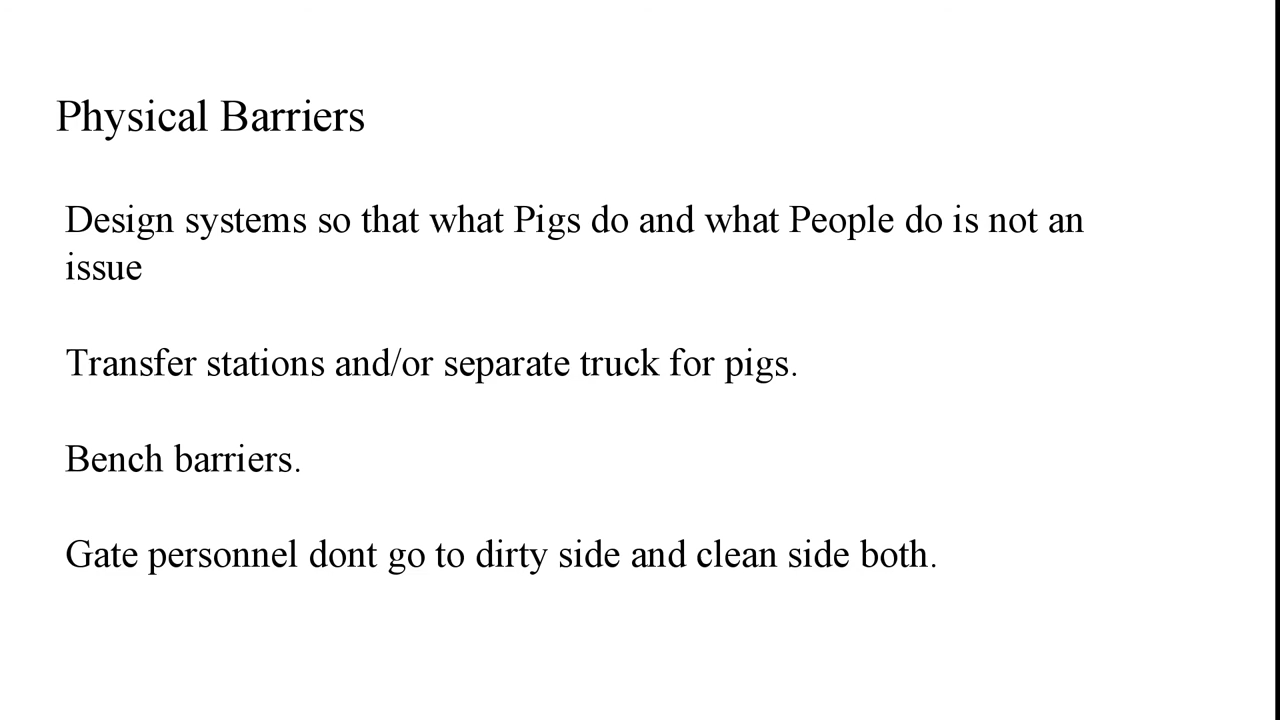 Physical Barriers
Design systems so that what Pigs do and what People do is not an
issue
Transfer stations and/or separate truck for pigs.
Bench barriers.
Gate personnel dont go to dirty side and clean side both.